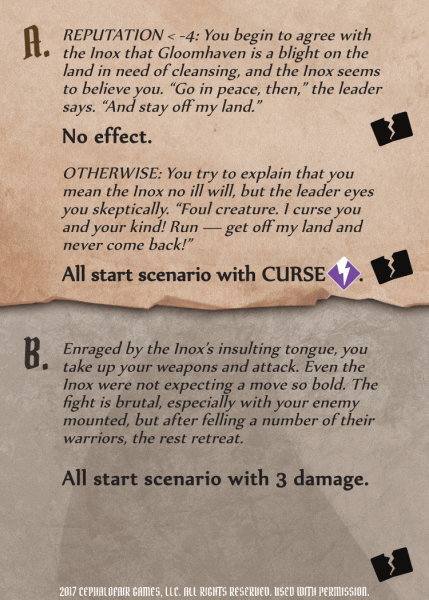 A.
REPUTATION < -4: You begin to agree with
the Inox that Gloomhaven is a blight on the
land in need of cleansing, and the Inox seems
to believe you. “Go in peace, then,” the leader
says. “And stay off my land.”
No effect.
OTHERWISE: You try to explain that you
mean the Inox no ill will, but the leader eyes
you skeptically. “Foul creature. I curse you
and your kind! Run — get off my land and
never come back!”
All start scenario with CURSE.
B.
Enraged by the Inox’s insulting tongue, you
take up your weapons and attack. Even the
Inox were not expecting a move so bold. The
fight is brutal, especially with your enemy
mounted, but after felling a number of their
warriors, the rest retreat.
All start scenario with 3 damage.
2017 CEPHALOFAIR GAMES, LLC. ALL RIGHTS RESERVED. USED WITH PERMISSION.